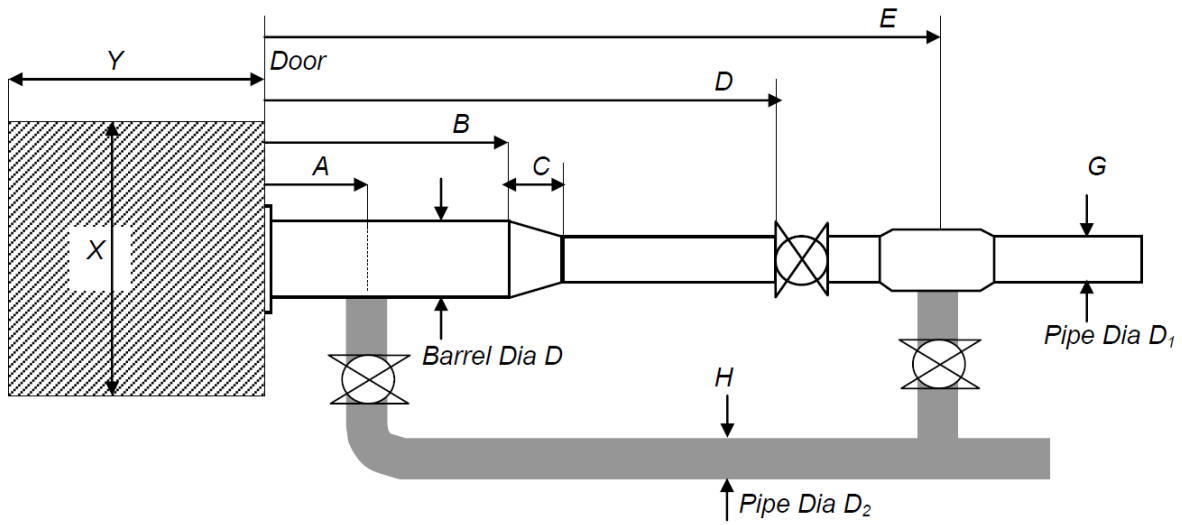 E
Y
Door
D
B
A
C
G
X
Pipe Dia D₁
Barrel Dia D
H
Pipe Dia D₂